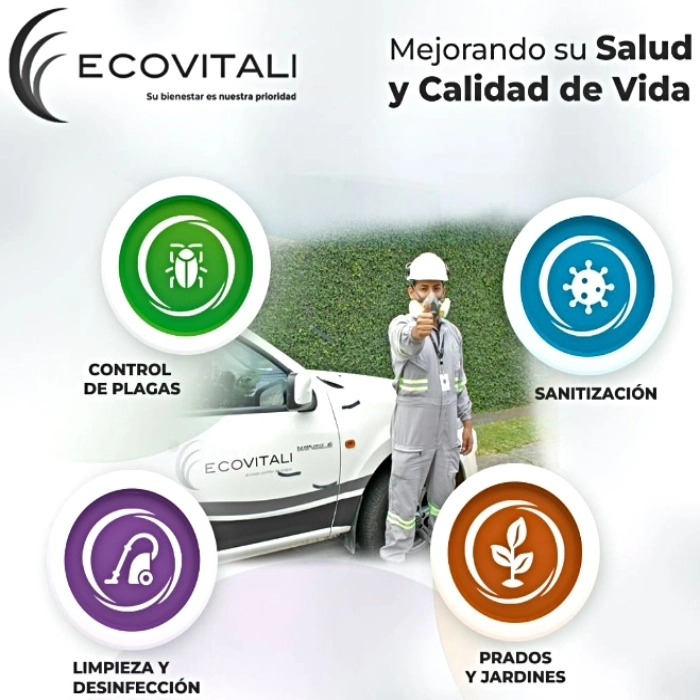 ECOVITALI
Su bienestar es nuestra prioridad
Mejorando su Salud
y Calidad de Vida
CONTROL
DE PLAGAS
SANITIZACIÓN
ECOVITALI
LIMPIEZA Y
DESINFECCIÓN
PRADOS
Y JARDINES